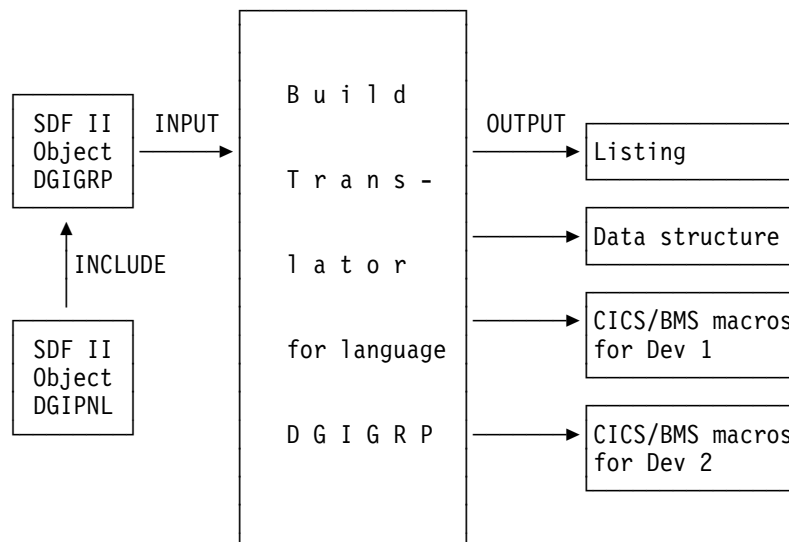 SDF II
Object
DGIGRP
INPUT
INCLUDE
SDF II
Object
DGIPNL
B u i l d
T r a n s -
l a t o r
for language
D G I G R P
OUTPUT
Listing
Data structure
CICS/BMS macros
for Dev 1
CICS/BMS macros
for Dev 2